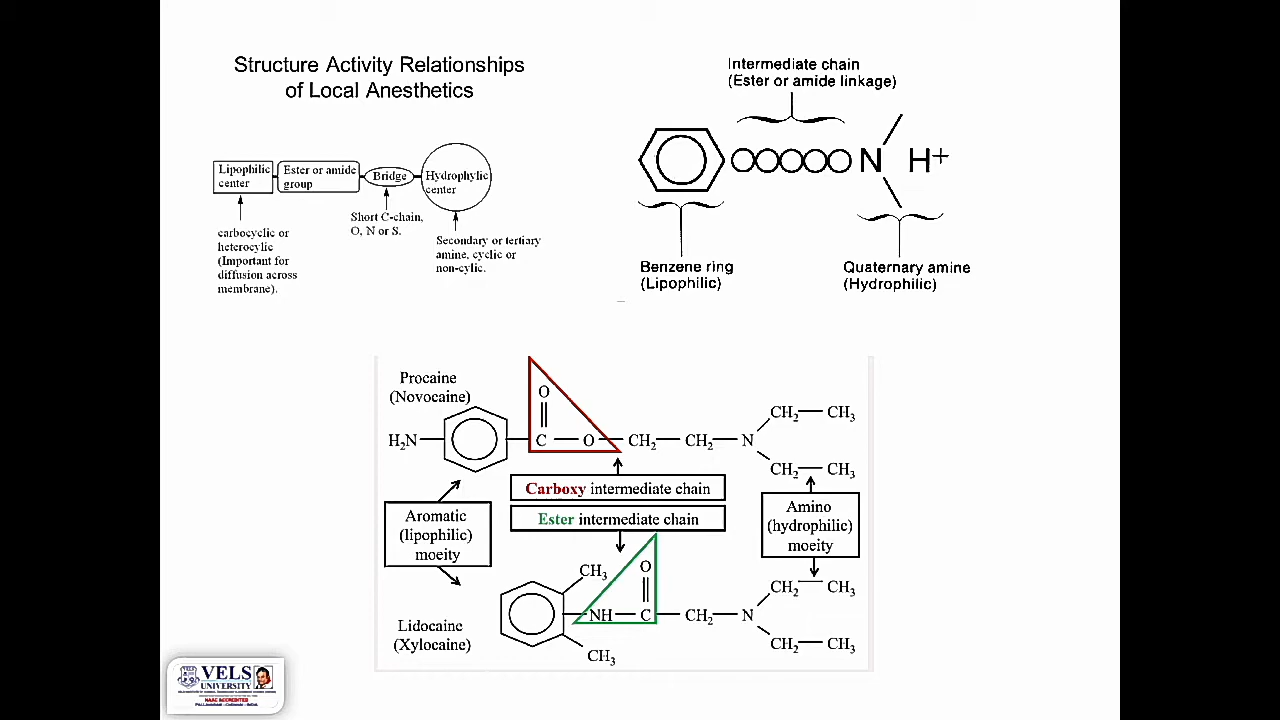 Structure Activity Relationships
of Local Anesthetics
Lipophilic
center
Ester or amide
group
Bridge
Hydrophylic
center
carbocyclic or
heterocylic
(Important for
diffusion across
membrane).
Short C-chain,
O, N or S.
Secondary or tertiary
amine, cyclic or
non-cylic.
Intermediate chain
(Ester or amide linkage)
N H+
Benzene ring
(Lipophilic)
Quaternary amine
(Hydrophilic)
Procaine
(Novocaine)
O
H₂N
C
O
CH₂
CH₂
N
CH₂
CH₃
CH₂
CH₃
Carboxy intermediate chain
Ester intermediate chain
Aromatic
(lipophilic)
moeity
Amino
(hydrophilic)
moeity
Lidocaine
(Xylocaine)
CH₃
O
NH
C
CH₂
N
CH₂
CH₃
CH₂
CH₃
CH₃
VELS
UNIVERSITY